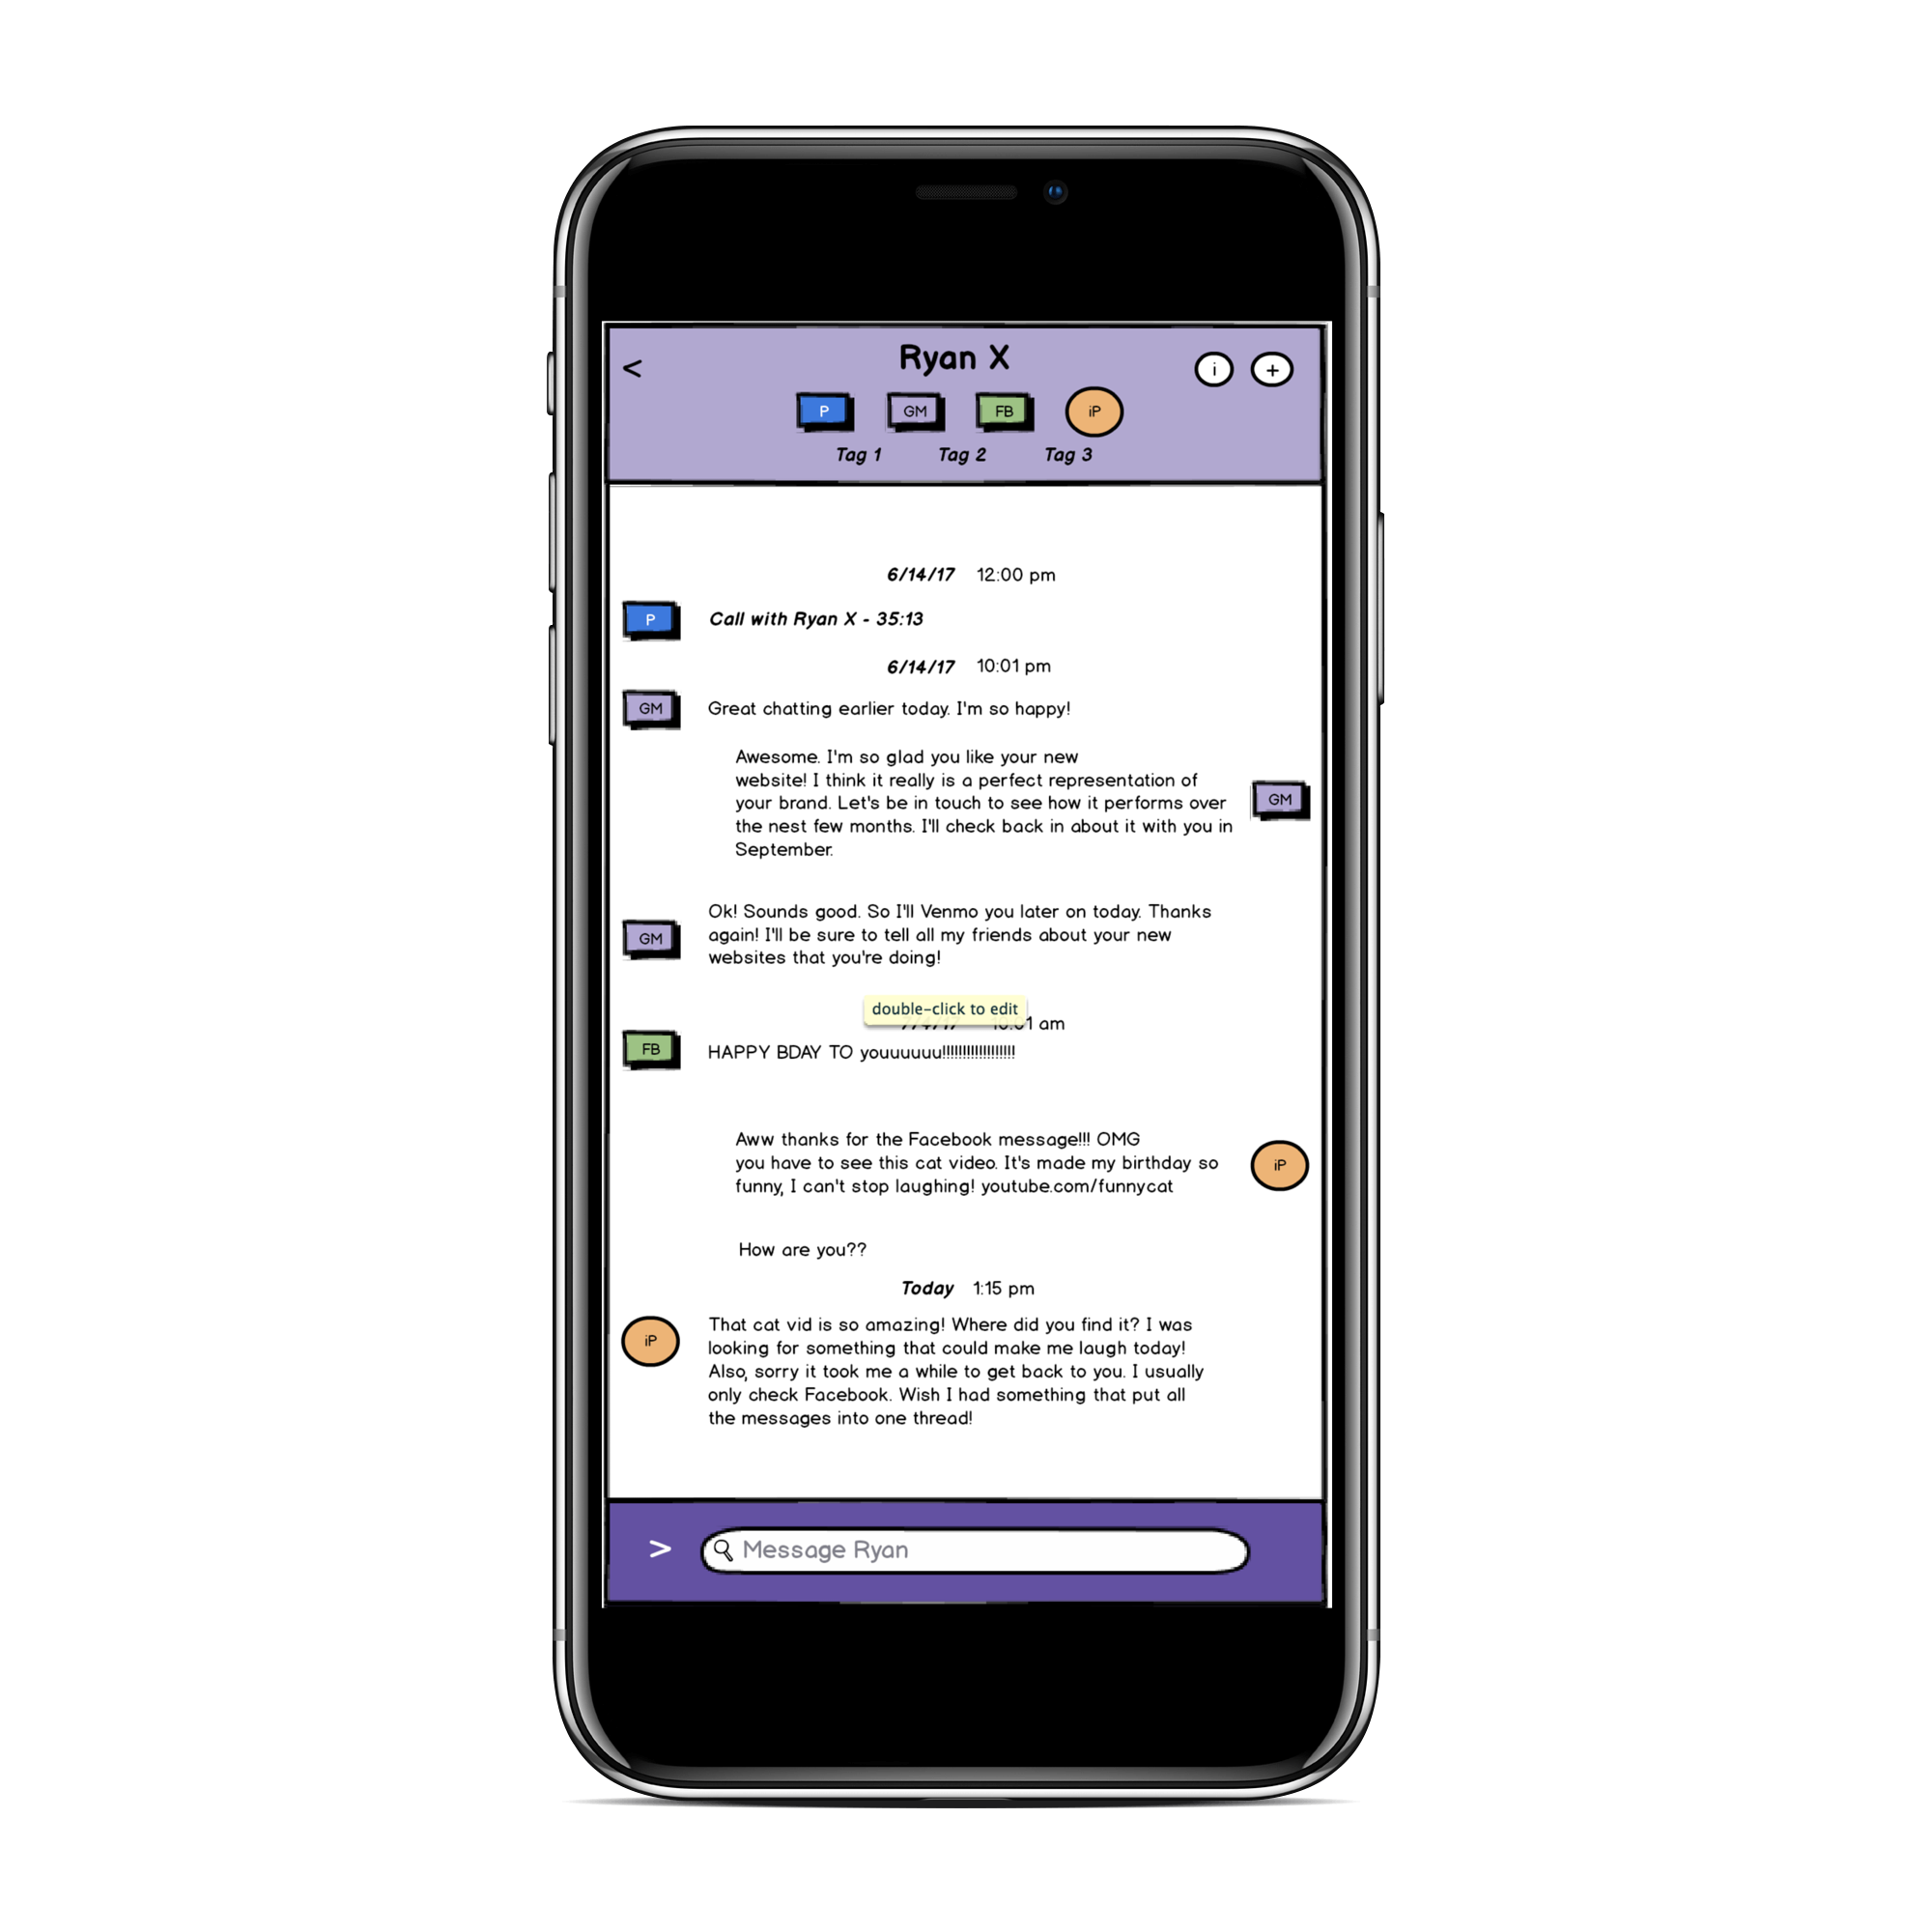 <
Ryan X
i
+
P
GM
FB
iP
Tag 1 Tag 2 Tag 3
6/14/17 12:00 pm
P
Call with Ryan X - 35:13
6/14/17 10:01 pm
GM
Great chatting earlier today. I'm so happy!
Awesome. I'm so glad you like your new
website! I think it really is a perfect representation of
your brand. Let's be in touch to see how it performs over
the nest few months. I'll check back in about it with you in
September.
GM
Ok! Sounds good. So I'll Venmo you later on today. Thanks
again! I'll be sure to tell all my friends about your new
websites that you're doing!
GM
double-click to edit
am
FB
HAPPY BDAY TO youuuuuu!!!!!!!!!!!!!!!!!!
Aww thanks for the Facebook message!!! OMG
you have to see this cat video. It's made my birthday so
funny, I can't stop laughing! youtube.com/funnycat
iP
How are you??
Today 1:15 pm
iP
That cat vid is so amazing! Where did you find it? I was
looking for something that could make me laugh today!
Also, sorry it took me a while to get back to you. I usually
only check Facebook. Wish I had something that put all
the messages into one thread!
>
Message Ryan